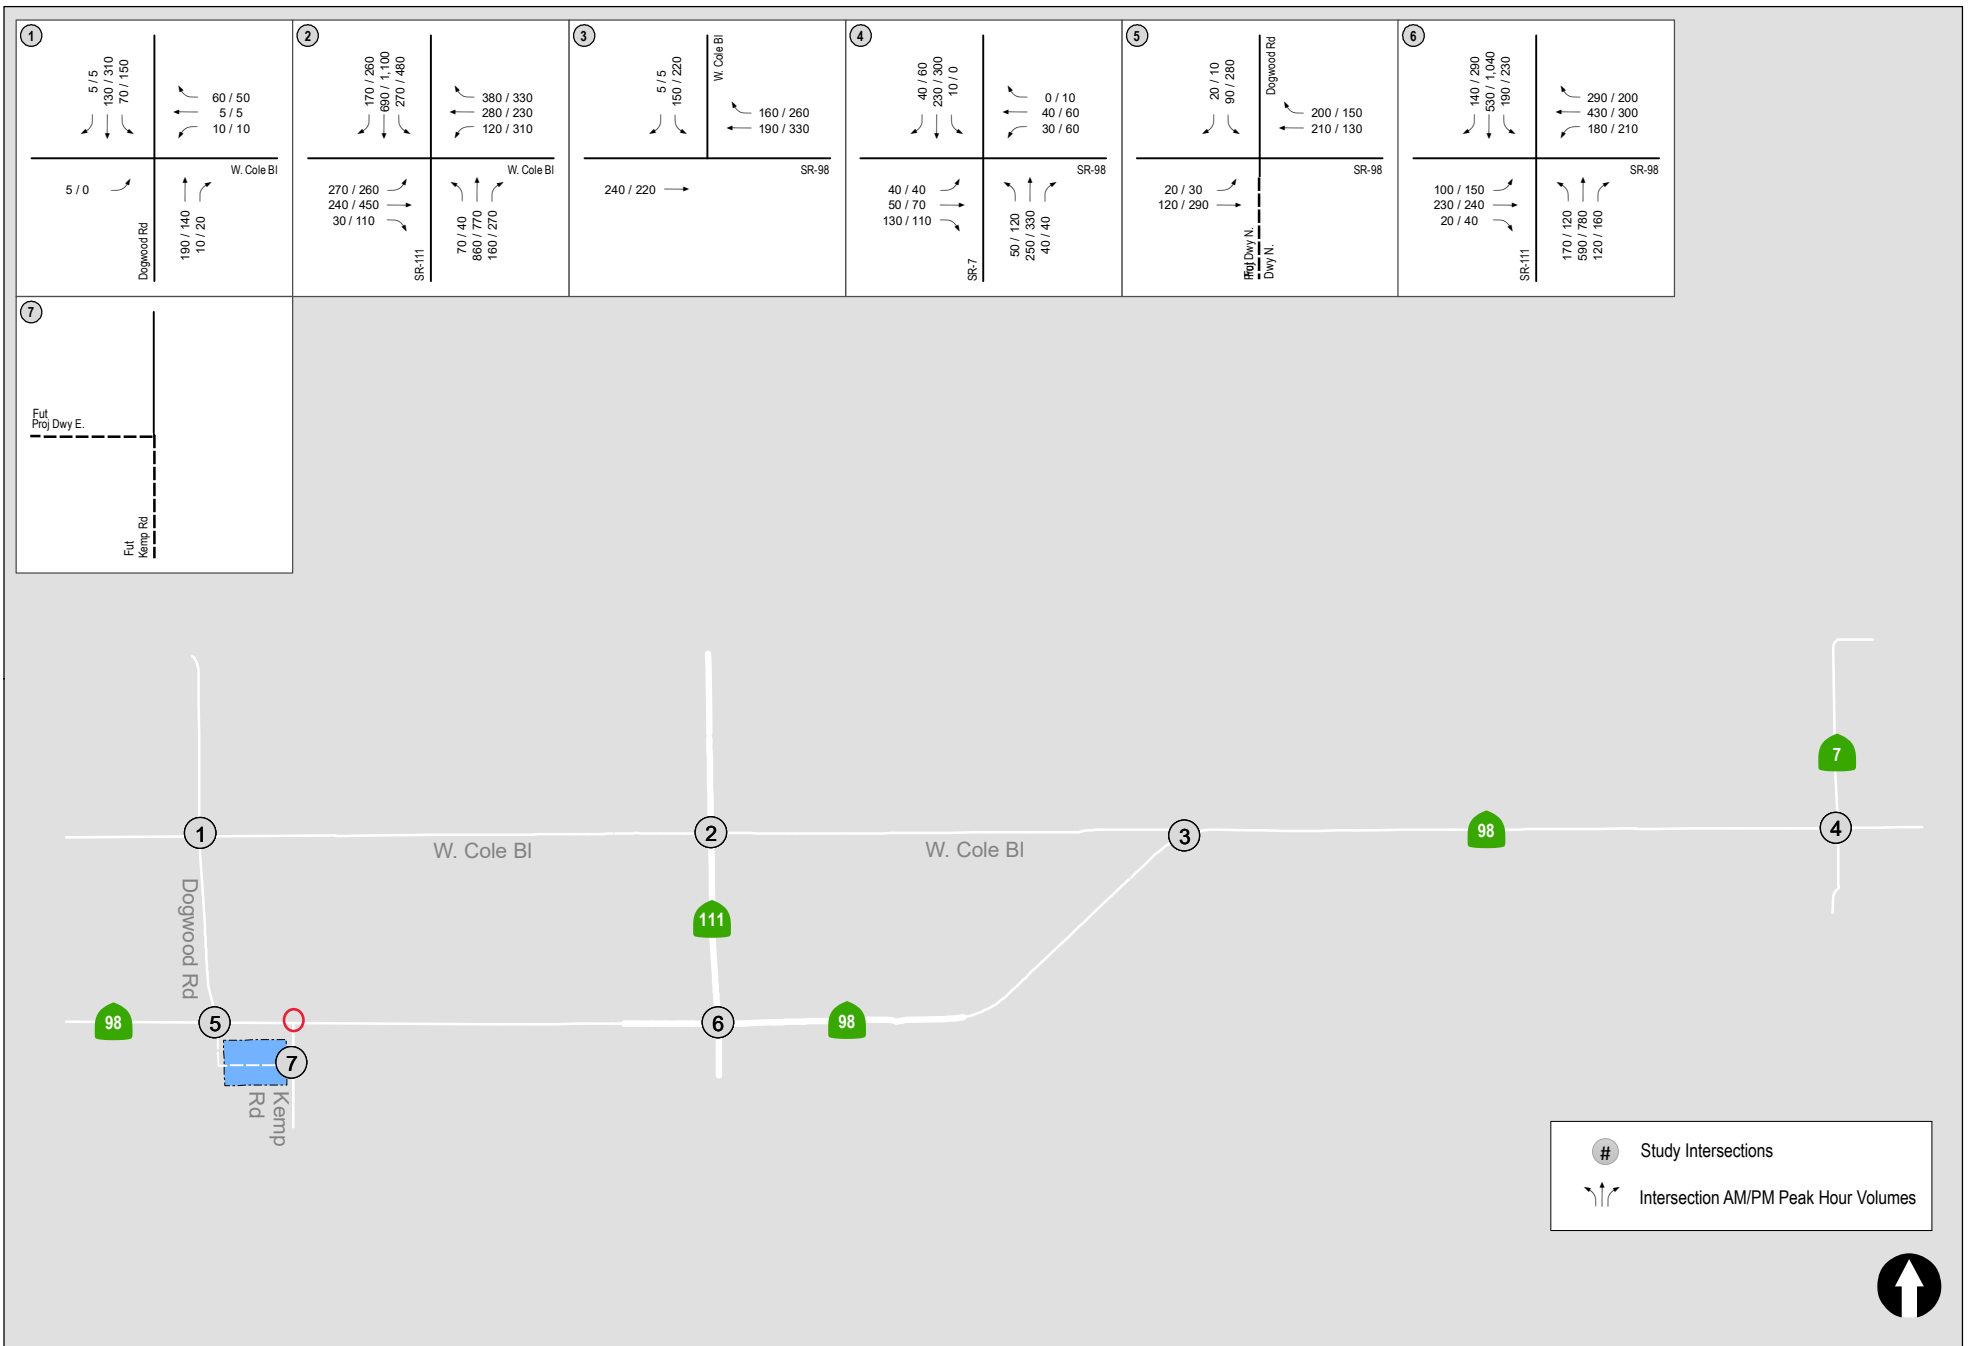 1
5 / 5
130 / 310
70 / 150
60 / 50
5 / 5
10 / 10
W. Cole Bl
5 / 0
Dogwood Rd
190 / 140
10 / 20
2
170 / 260
690 / 1,100
270 / 480
380 / 330
280 / 230
120 / 310
W. Cole Bl
270 / 260
240 / 450
30 / 110
SR-111
70 / 40
860 / 770
160 / 270
3
5 / 5
150 / 220
W. Cole Bl
160 / 260
190 / 330
SR-98
240 / 220
4
40 / 60
230 / 300
10 / 0
0 / 10
40 / 60
30 / 60
SR-98
40 / 40
50 / 70
130 / 110
SR-7
50 / 120
250 / 330
40 / 40
5
20 / 10
90 / 280
Dogwood Rd
200 / 150
210 / 130
SR-98
20 / 30
120 / 290
Dwy N.
Dwy N.
6
140 / 290
530 / 1,040
190 / 230
290 / 200
430 / 300
180 / 210
SR-98
100 / 150
230 / 240
20 / 40
SR-111
170 / 120
590 / 780
120 / 160
7
Fut
Proj Dwy E.
Fut
Kemp Rd
7
1
2
3
98
4
W. Cole Bl
W. Cole Bl
Dogwood Rd
111
98
5
6
98
7
Kemp
Rd
# Study Intersections
Intersection AM/PM Peak Hour Volumes